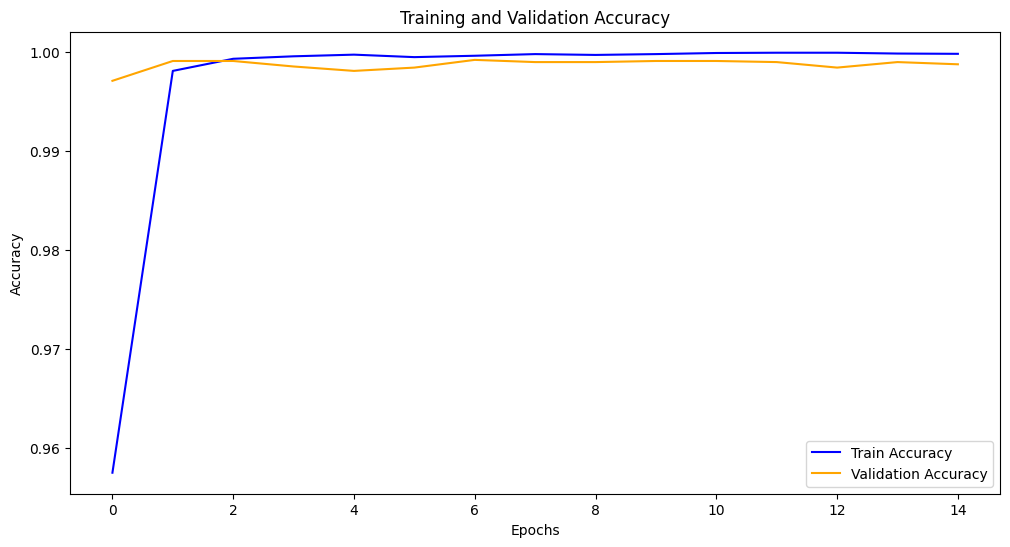 Training and Validation Accuracy
1.00
0.99
0.98
0.97
0.96
Accuracy
0 2 4 6 8 10 12 14
Epochs
Train Accuracy
Validation Accuracy